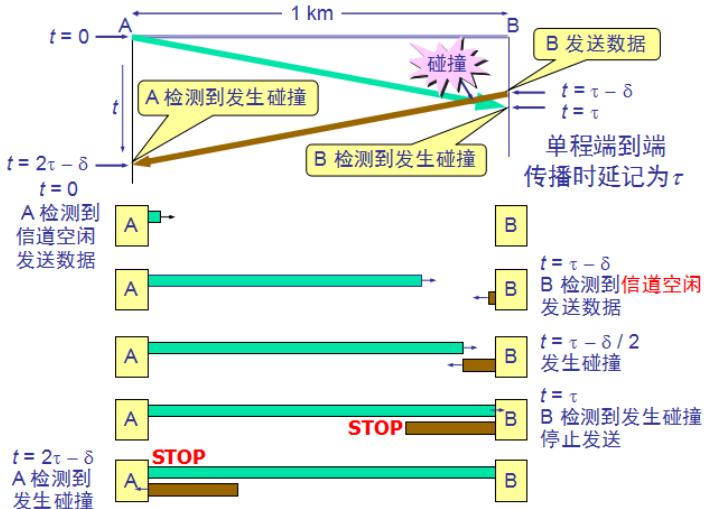 1 km
A
B
t = 0
B 发送数据
碰撞
t = τ − δ
t = τ
A 检测到发生碰撞
t
B 检测到发生碰撞
单程端到端
传播时延记为 τ
t = 2τ − δ
t = 0
A 检测到
信道空闲
发送数据
A
B
t = τ − δ
B 检测到信道空闲
发送数据
A
B
t = τ − δ / 2
发生碰撞
A
B
t = τ
B 检测到发生碰撞
停止发送
A
STOP
B
t = 2τ − δ
A 检测到
发生碰撞
STOP
A
B